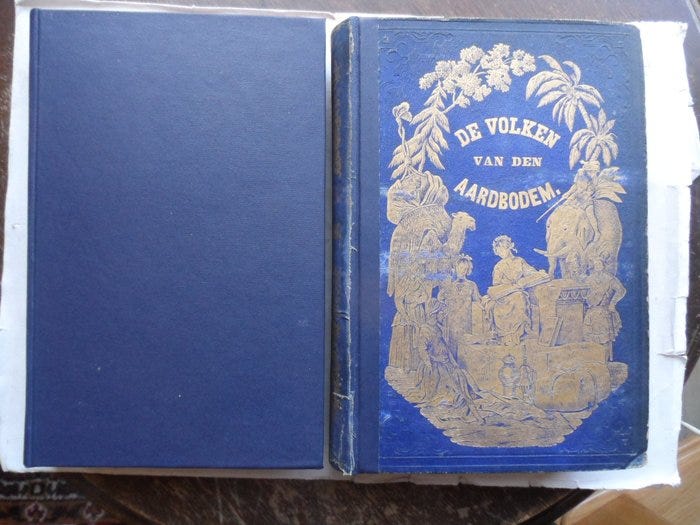 DE VOLKEN
VAN DEN
AARDBODEM.